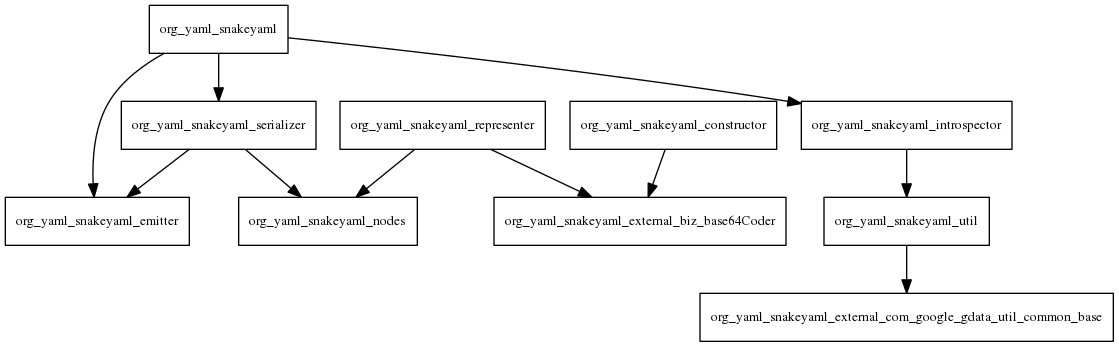 org_yaml_snakeyaml
org_yaml_snakeyaml_serializer
org_yaml_snakeyaml_representer
org_yaml_snakeyaml_constructor
org_yaml_snakeyaml_introspector
org_yaml_snakeyaml_emitter
org_yaml_snakeyaml_nodes
org_yaml_snakeyaml_external_biz_base64Coder
org_yaml_snakeyaml_util
org_yaml_snakeyaml_external_com_google_gdata_util_common_base